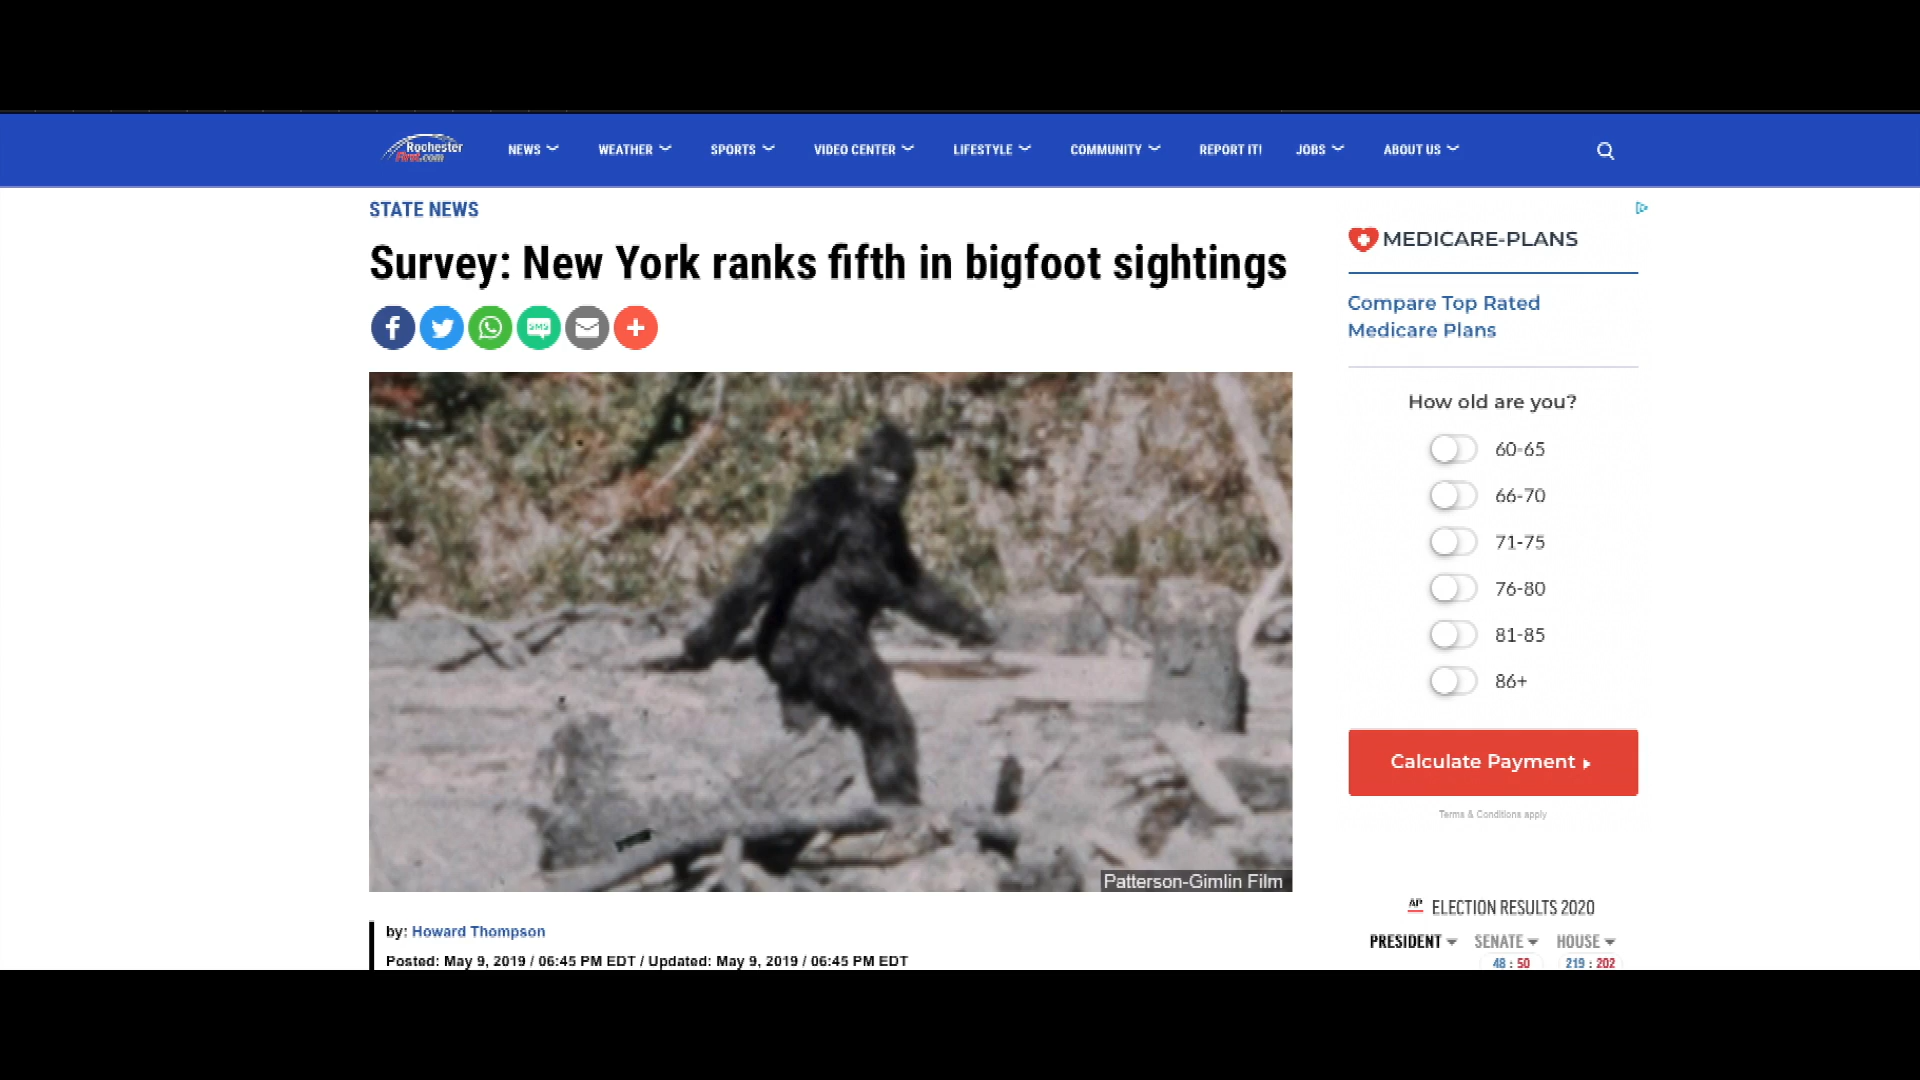 Rochester
First.com
NEWS
WEATHER
SPORTS
VIDEO CENTER
LIFESTYLE
COMMUNITY
REPORT IT!
JOBS
ABOUT US
STATE NEWS
Survey: New York ranks fifth in bigfoot sightings
SMS
Patterson-Gimlin Film
by: Howard Thompson
Posted: May 9, 2019 / 06:45 PM EDT / Updated: May 9, 2019 / 06:45 PM EDT
MEDICARE-PLANS
Compare Top Rated
Medicare Plans
How old are you?
60-65
66-70
71-75
76-80
81-85
86+
Calculate Payment
Terms & Conditions apply
AP ELECTION RESULTS 2020
PRESIDENT SENATE HOUSE
48 : 50 219 : 202